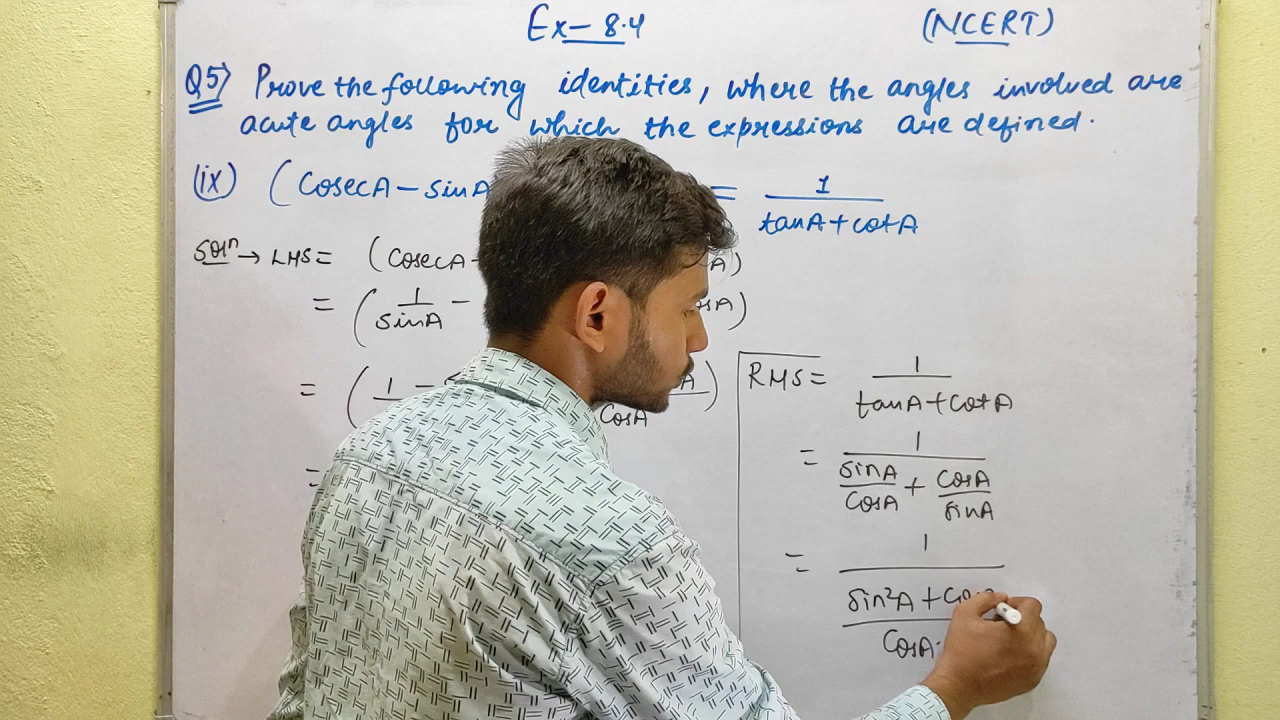 Ex- 8.4 (NCERT)
Q5> Prove the following identities, where the angles involved are
acute angles for which the expressions are defined.
(ix) (CosecA - sinA = 1/(tanA + cotA)
Solⁿ → LHS = (CosecA - A)
= (1/sinA - osA)
= (1 - A/CosA)
=
RHS = 1/(tanA + CotA)
= 1/(sinA/CosA + CosA/sinA)
= 1/((sin²A + Cos)/(CosA.